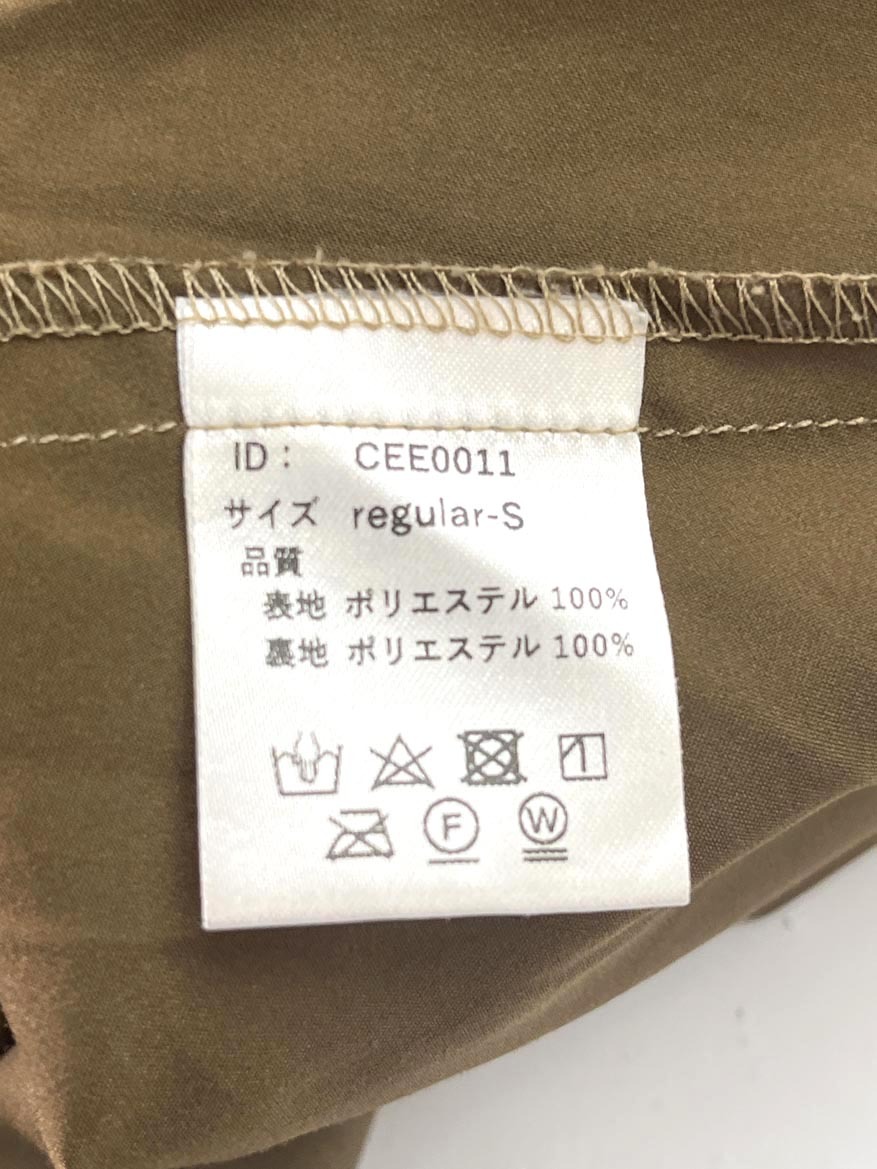 ID： CEE0011
サイズ regular-S
品質
表地 ポリエステル 100%
裏地 ポリエステル 100%
F W